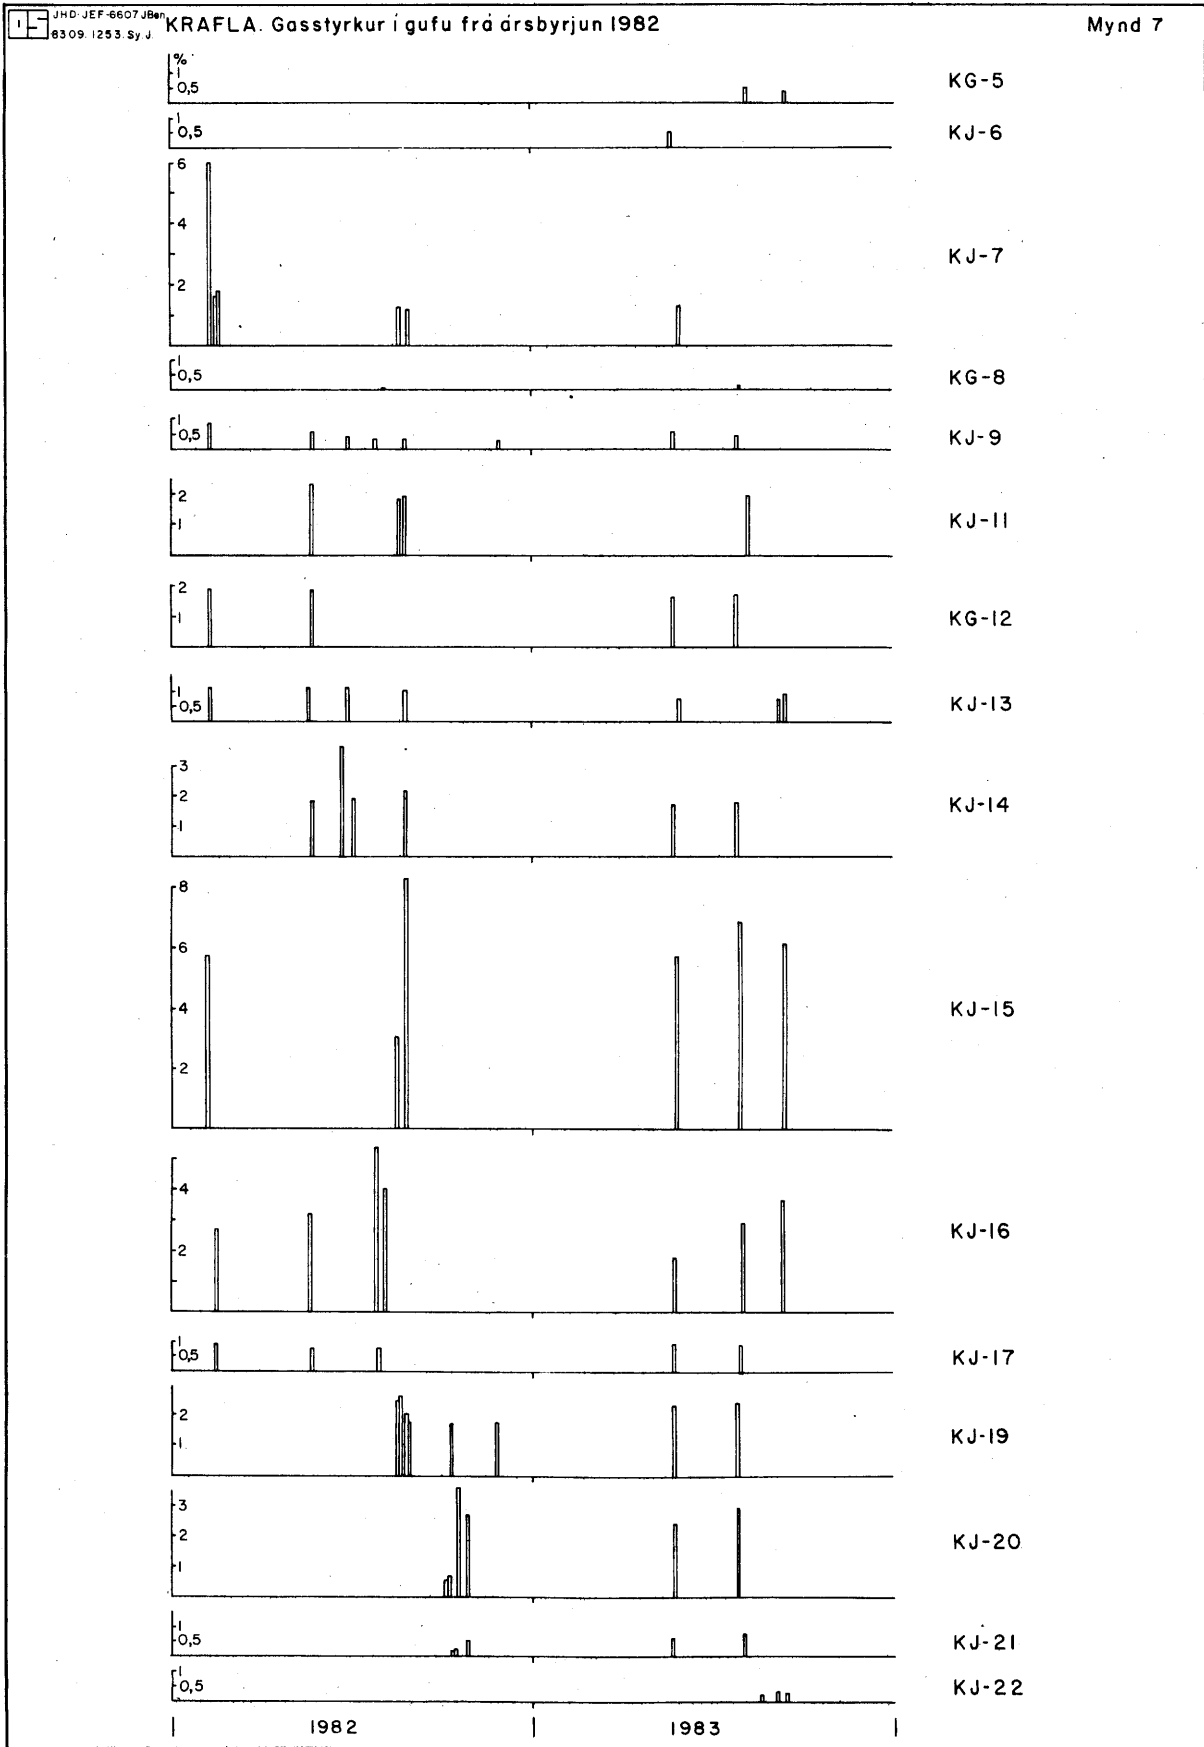 JHD-JEF-6607 JBen
8309.1253. Sy.J.
KRAFLA. Gasstyrkur í gufu frá ársbyrjun 1982
Mynd 7
%
1
0,5
KG-5
1
0,5
KJ-6
6
4
2
KJ-7
1
0,5
KG-8
1
0,5
KJ-9
2
1
KJ-11
2
1
KG-12
1
0,5
KJ-13
3
2
1
KJ-14
8
6
4
2
KJ-15
4
2
KJ-16
1
0,5
KJ-17
2
1
KJ-19
3
2
1
KJ-20
1
0,5
KJ-21
1
0,5
KJ-22
1982
1983